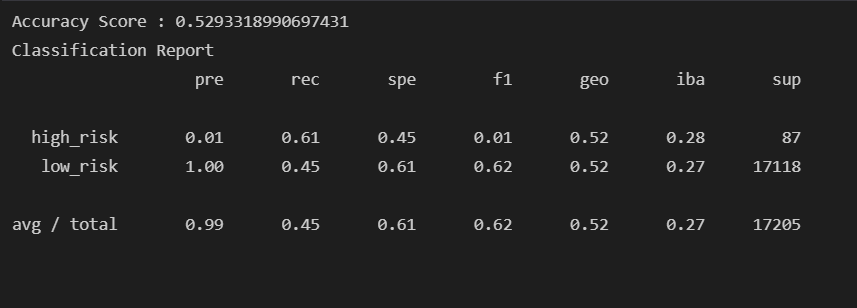 Accuracy Score : 0.5293318990697431
Classification Report
pre rec spe f1 geo iba sup
high_risk 0.01 0.61 0.45 0.01 0.52 0.28 87
low_risk 1.00 0.45 0.61 0.62 0.52 0.27 17118
avg / total 0.99 0.45 0.61 0.62 0.52 0.27 17205